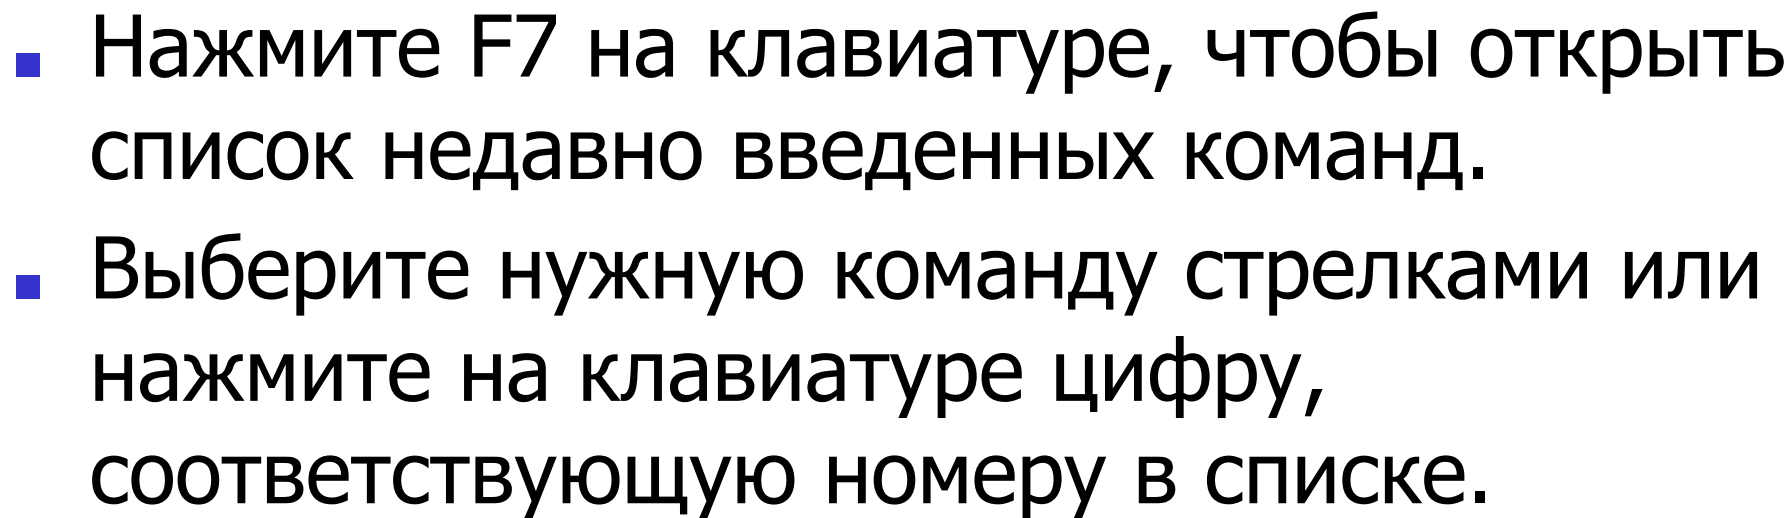 Нажмите F7 на клавиатуре, чтобы открыть
список недавно введенных команд.
Выберите нужную команду стрелками или
нажмите на клавиатуре цифру,
соответствующую номеру в списке.